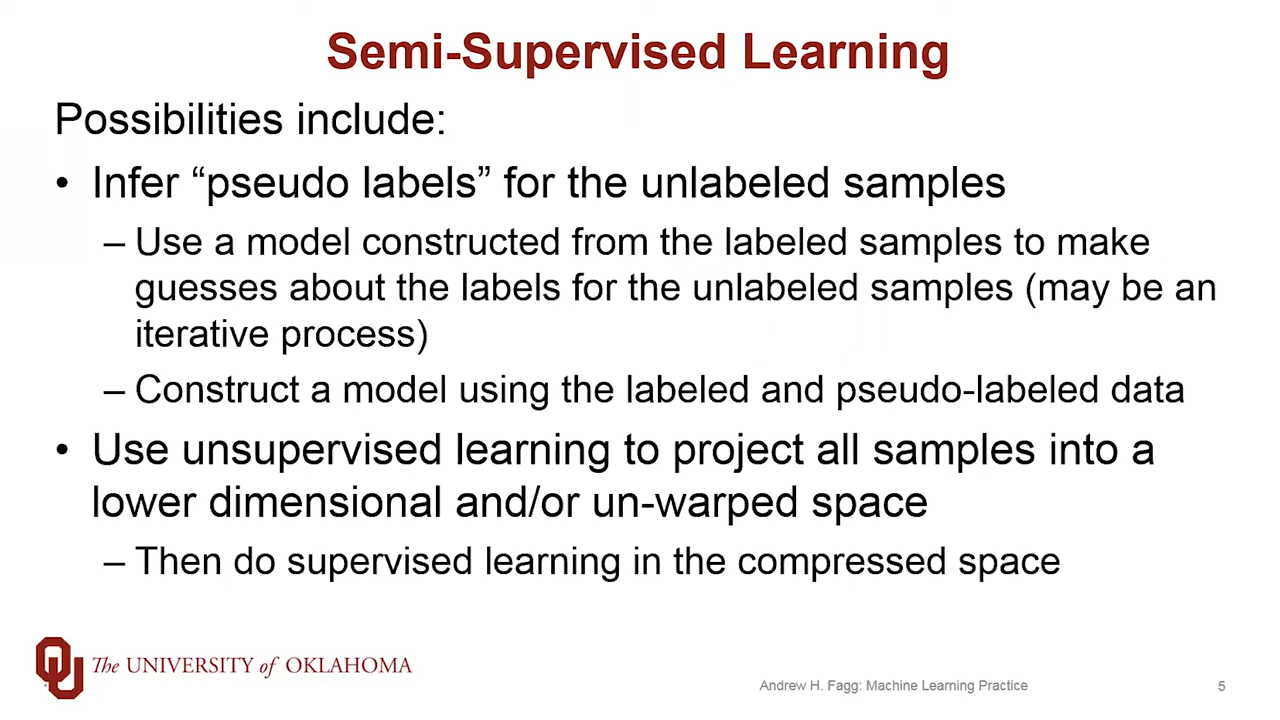 Semi-Supervised Learning
Possibilities include:
• Infer “pseudo labels” for the unlabeled samples
– Use a model constructed from the labeled samples to make
guesses about the labels for the unlabeled samples (may be an
iterative process)
– Construct a model using the labeled and pseudo-labeled data
• Use unsupervised learning to project all samples into a
lower dimensional and/or un-warped space
– Then do supervised learning in the compressed space
The UNIVERSITY of OKLAHOMA
Andrew H. Fagg: Machine Learning Practice
5